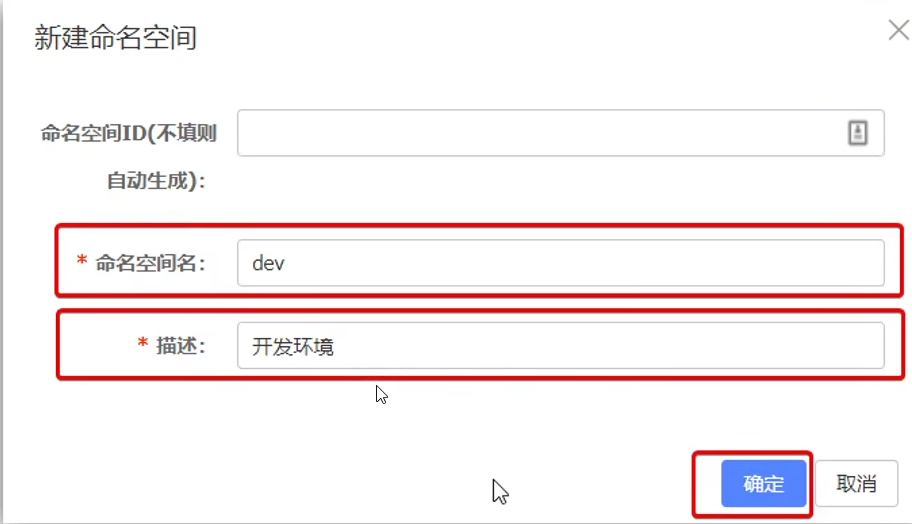 新建命名空间
命名空间ID(不填则
自动生成):
* 命名空间名: dev
* 描述: 开发环境
确定 取消